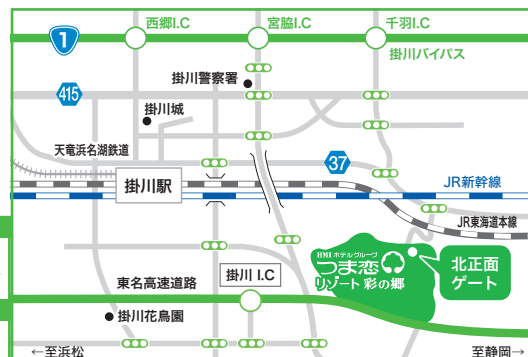 西郷I.C
宮脇I.C
千羽I.C
1
掛川バイパス
掛川警察署
415
掛川城
天竜浜名湖鉄道
37
掛川駅
JR新幹線
JR東海道本線
HMIホテルグループ
つま恋
リゾート 彩の郷
北正面
ゲート
掛川 I.C
東名高速道路
掛川花鳥園
←至浜松
至静岡→